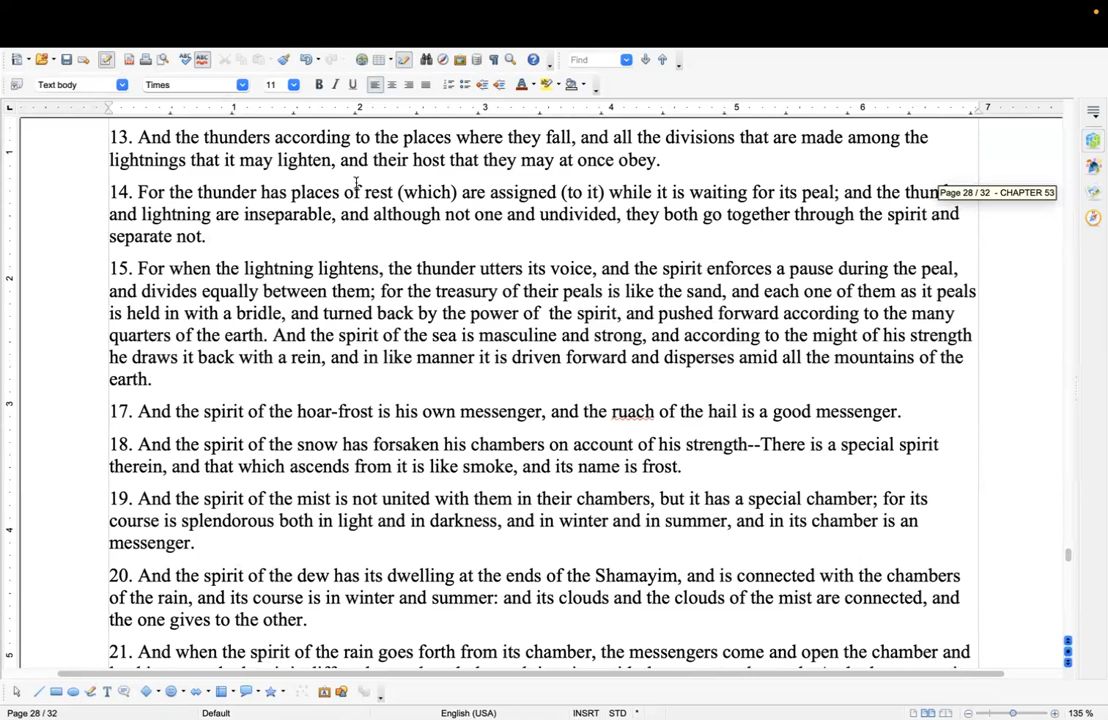 Find
Text body
Times
11
B I U
1 2 3 4 5 6 7
13. And the thunders according to the places where they fall, and all the divisions that are made among the
lightnings that it may lighten, and their host that they may at once obey.
14. For the thunder has places of rest (which) are assigned (to it) while it is waiting for its peal; and the thun
Page 28 / 32 - CHAPTER 53
and lightning are inseparable, and although not one and undivided, they both go together through the spirit and
separate not.
15. For when the lightning lightens, the thunder utters its voice, and the spirit enforces a pause during the peal,
and divides equally between them; for the treasury of their peals is like the sand, and each one of them as it peals
is held in with a bridle, and turned back by the power of the spirit, and pushed forward according to the many
quarters of the earth. And the spirit of the sea is masculine and strong, and according to the might of his strength
he draws it back with a rein, and in like manner it is driven forward and disperses amid all the mountains of the
earth.
17. And the spirit of the hoar-frost is his own messenger, and the ruach of the hail is a good messenger.
18. And the spirit of the snow has forsaken his chambers on account of his strength--There is a special spirit
therein, and that which ascends from it is like smoke, and its name is frost.
19. And the spirit of the mist is not united with them in their chambers, but it has a special chamber; for its
course is splendorous both in light and in darkness, and in winter and in summer, and in its chamber is an
messenger.
20. And the spirit of the dew has its dwelling at the ends of the Shamayim, and is connected with the chambers
of the rain, and its course is in winter and summer: and its clouds and the clouds of the mist are connected, and
the one gives to the other.
21. And when the spirit of the rain goes forth from its chamber, the messengers come and open the chamber and
Page 28 / 32
Default
English (USA)
INSRT STD *
135 %